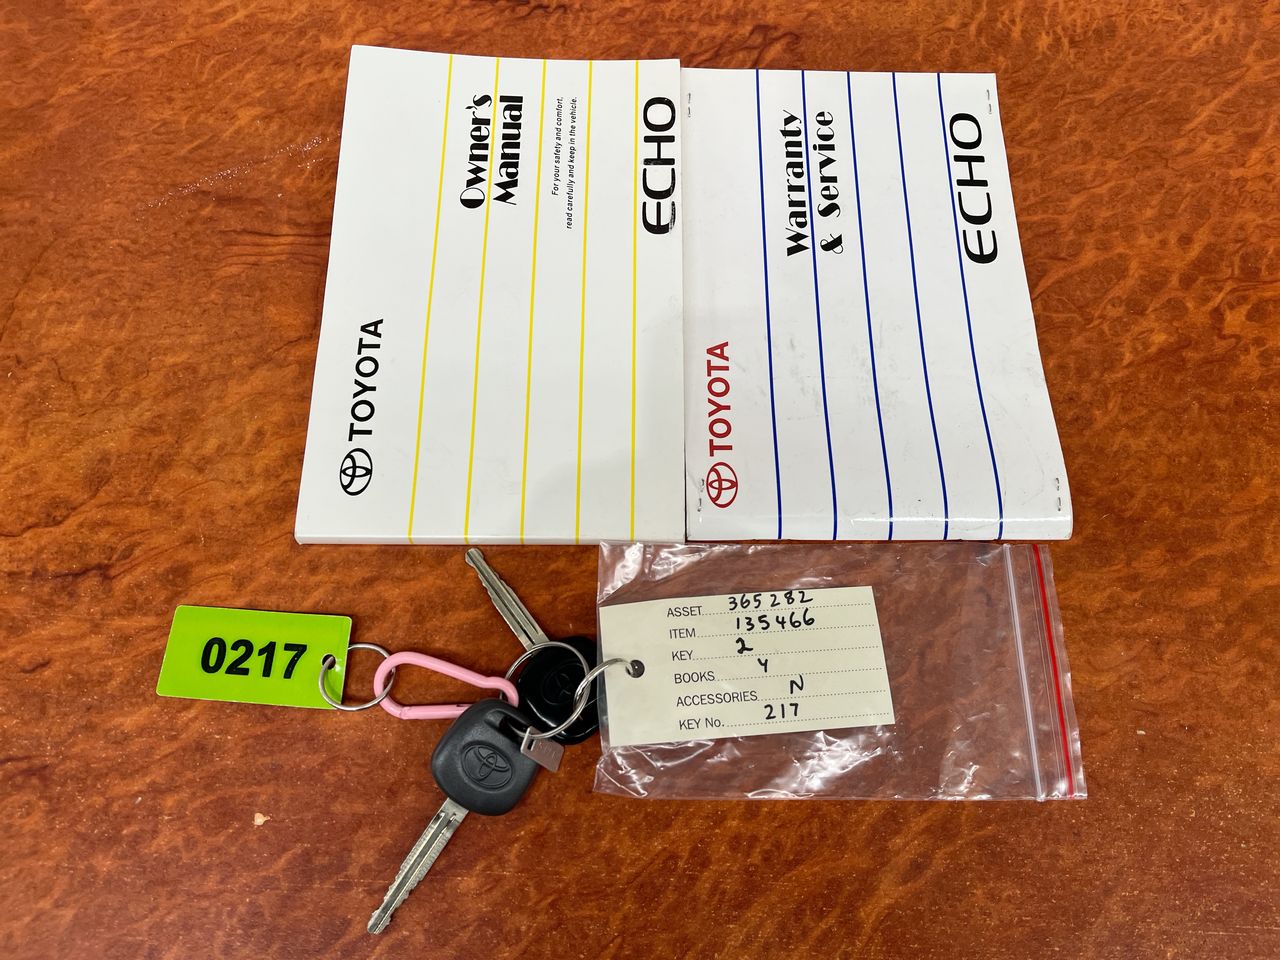 Owner's
Manual
For your safety and comfort,
read carefully and keep in the vehicle.
ECHO
TOYOTA
Warranty
& Service
ECHO
TOYOTA
0217
ASSET 365282
ITEM 135466
KEY 2
BOOKS Y
ACCESSORIES N
KEY No. 217